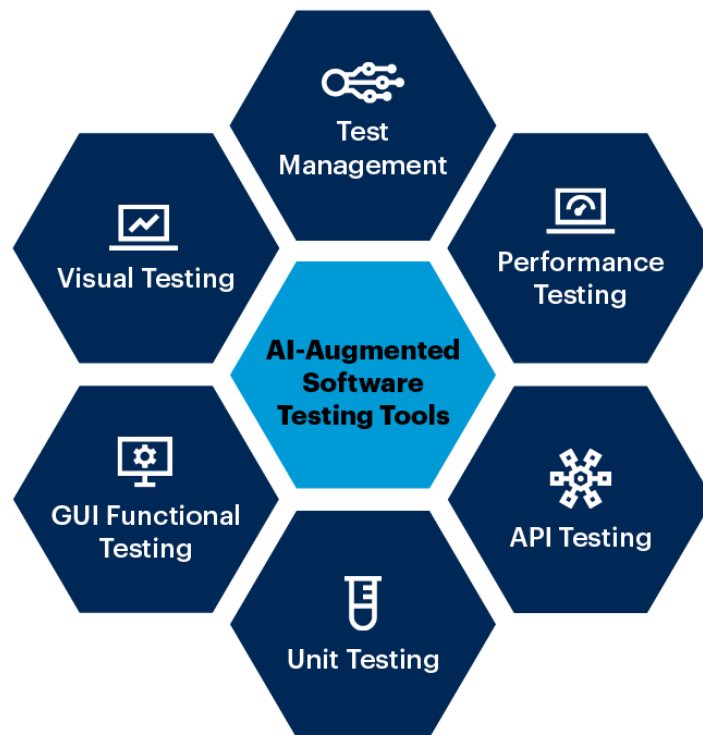 Test
Management
Visual Testing
Performance
Testing
AI-Augmented
Software
Testing Tools
GUI Functional
Testing
API Testing
Unit Testing